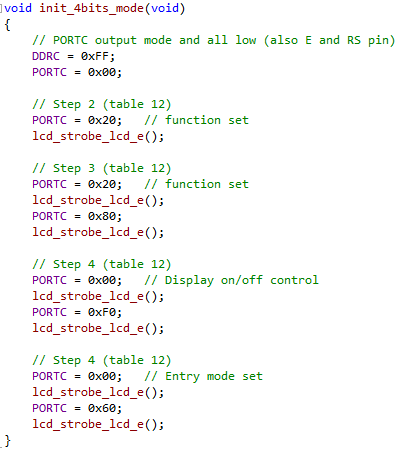 void init_4bits_mode(void)
{
    // PORTC output mode and all low (also E and RS pin)
    DDRC = 0xFF;
    PORTC = 0x00;

    // Step 2 (table 12)
    PORTC = 0x20;   // function set
    lcd_strobe_lcd_e();

    // Step 3 (table 12)
    PORTC = 0x20;   // function set
    lcd_strobe_lcd_e();
    PORTC = 0x80;
    lcd_strobe_lcd_e();

    // Step 4 (table 12)
    PORTC = 0x00;   // Display on/off control
    lcd_strobe_lcd_e();
    PORTC = 0xF0;
    lcd_strobe_lcd_e();

    // Step 4 (table 12)
    PORTC = 0x00;   // Entry mode set
    lcd_strobe_lcd_e();
    PORTC = 0x60;
    lcd_strobe_lcd_e();
}